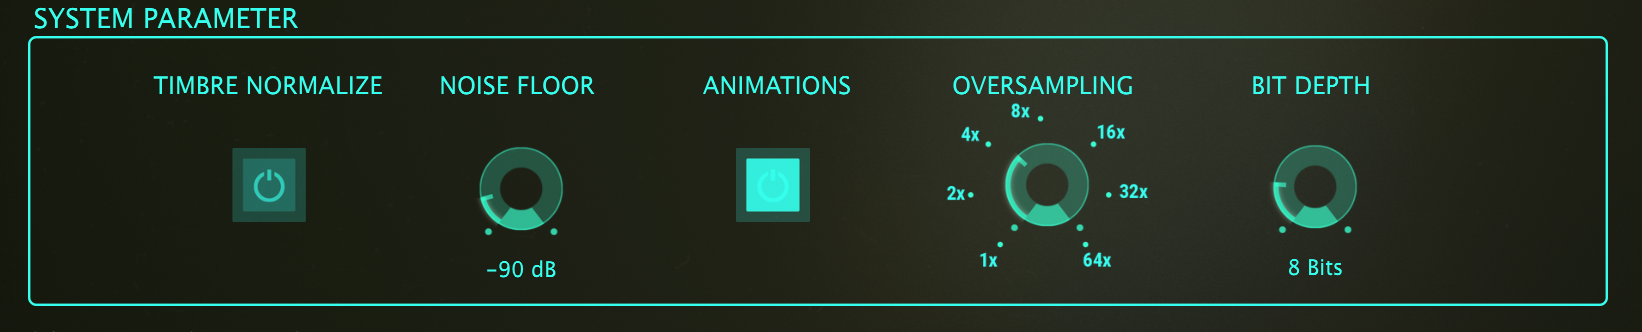 SYSTEM PARAMETER
TIMBRE NORMALIZE
NOISE FLOOR
ANIMATIONS
OVERSAMPLING
BIT DEPTH
8x
4x
16x
2x
32x
1x
64x
-90 dB
8 Bits